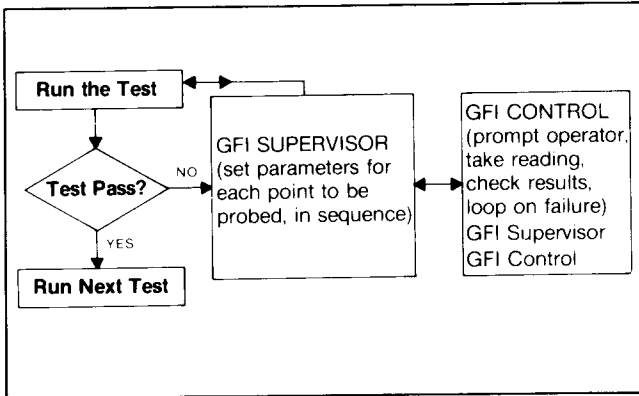 Run the Test
Test Pass?
NO
YES
Run Next Test
GFI SUPERVISOR
(set parameters for
each point to be
probed, in sequence)
GFI CONTROL
(prompt operator,
take reading,
check results,
loop on failure)
GFI Supervisor
GFI Control